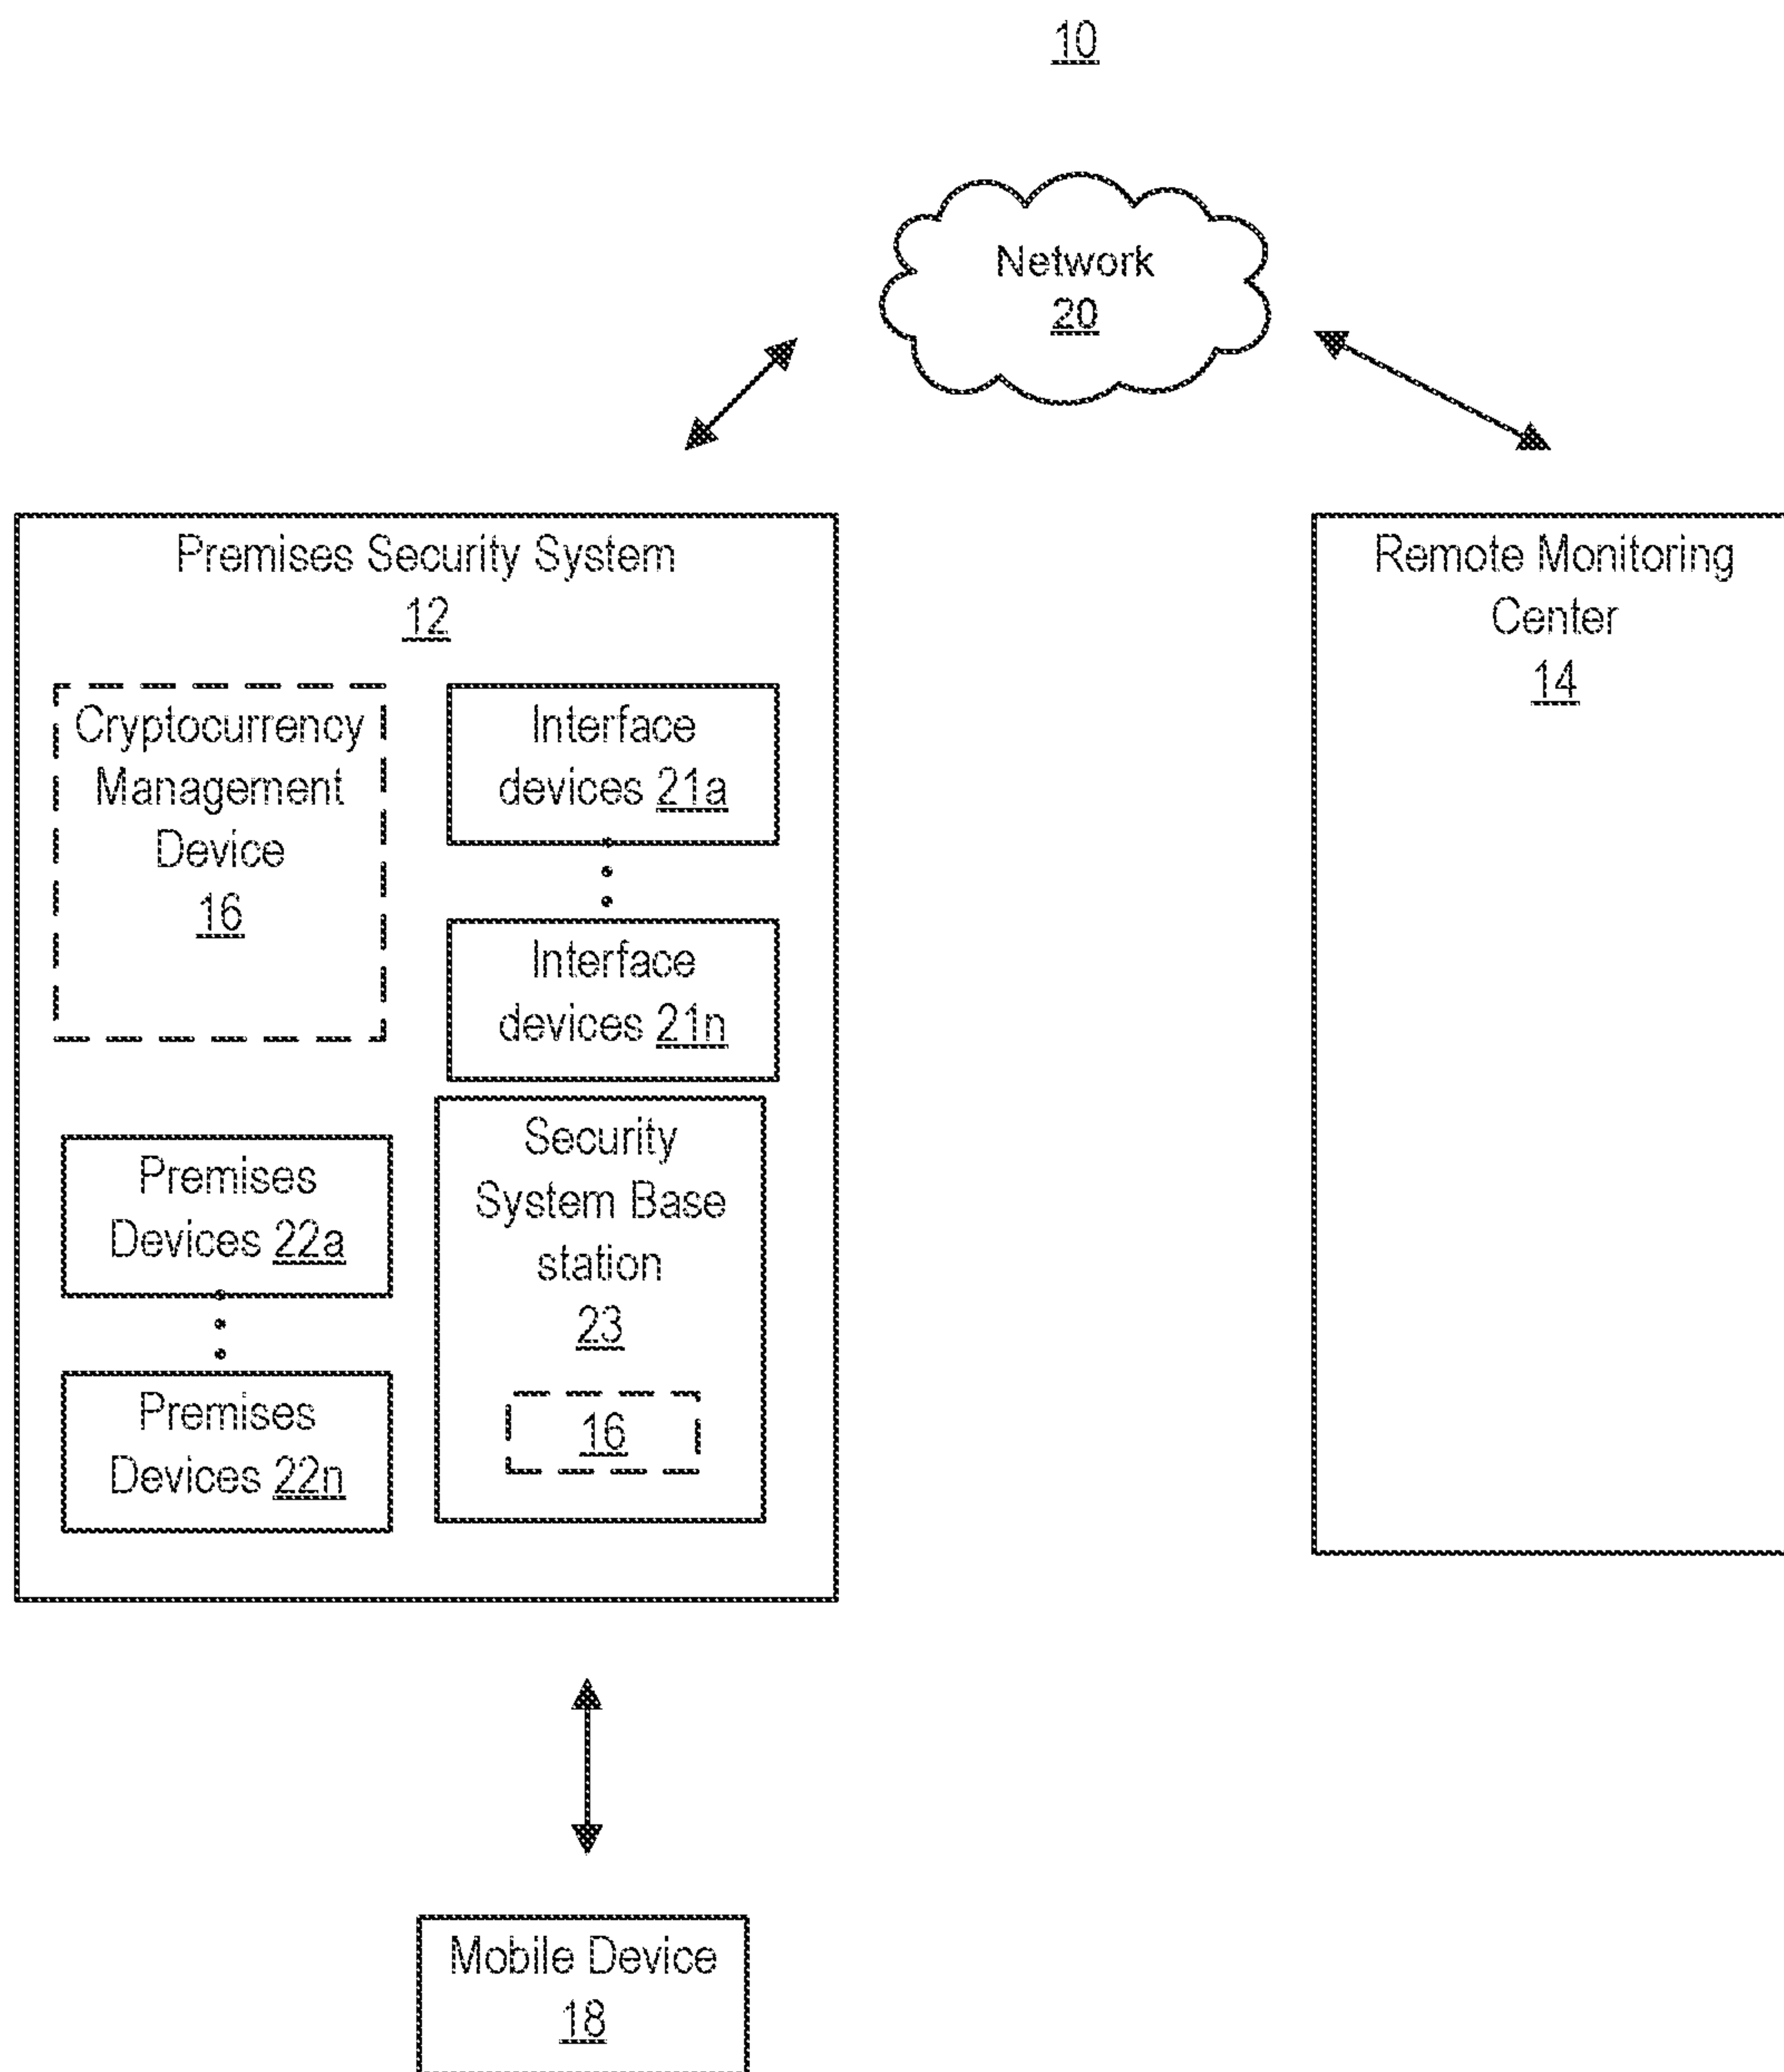 10
Network
20
Premises Security System
12
Cryptocurrency
Management
Device
16
Interface
devices 21a
Interface
devices 21n
Premises
Devices 22a
Premises
Devices 22n
Security
System Base
station
23
16
Remote Monitoring
Center
14
Mobile Device
18